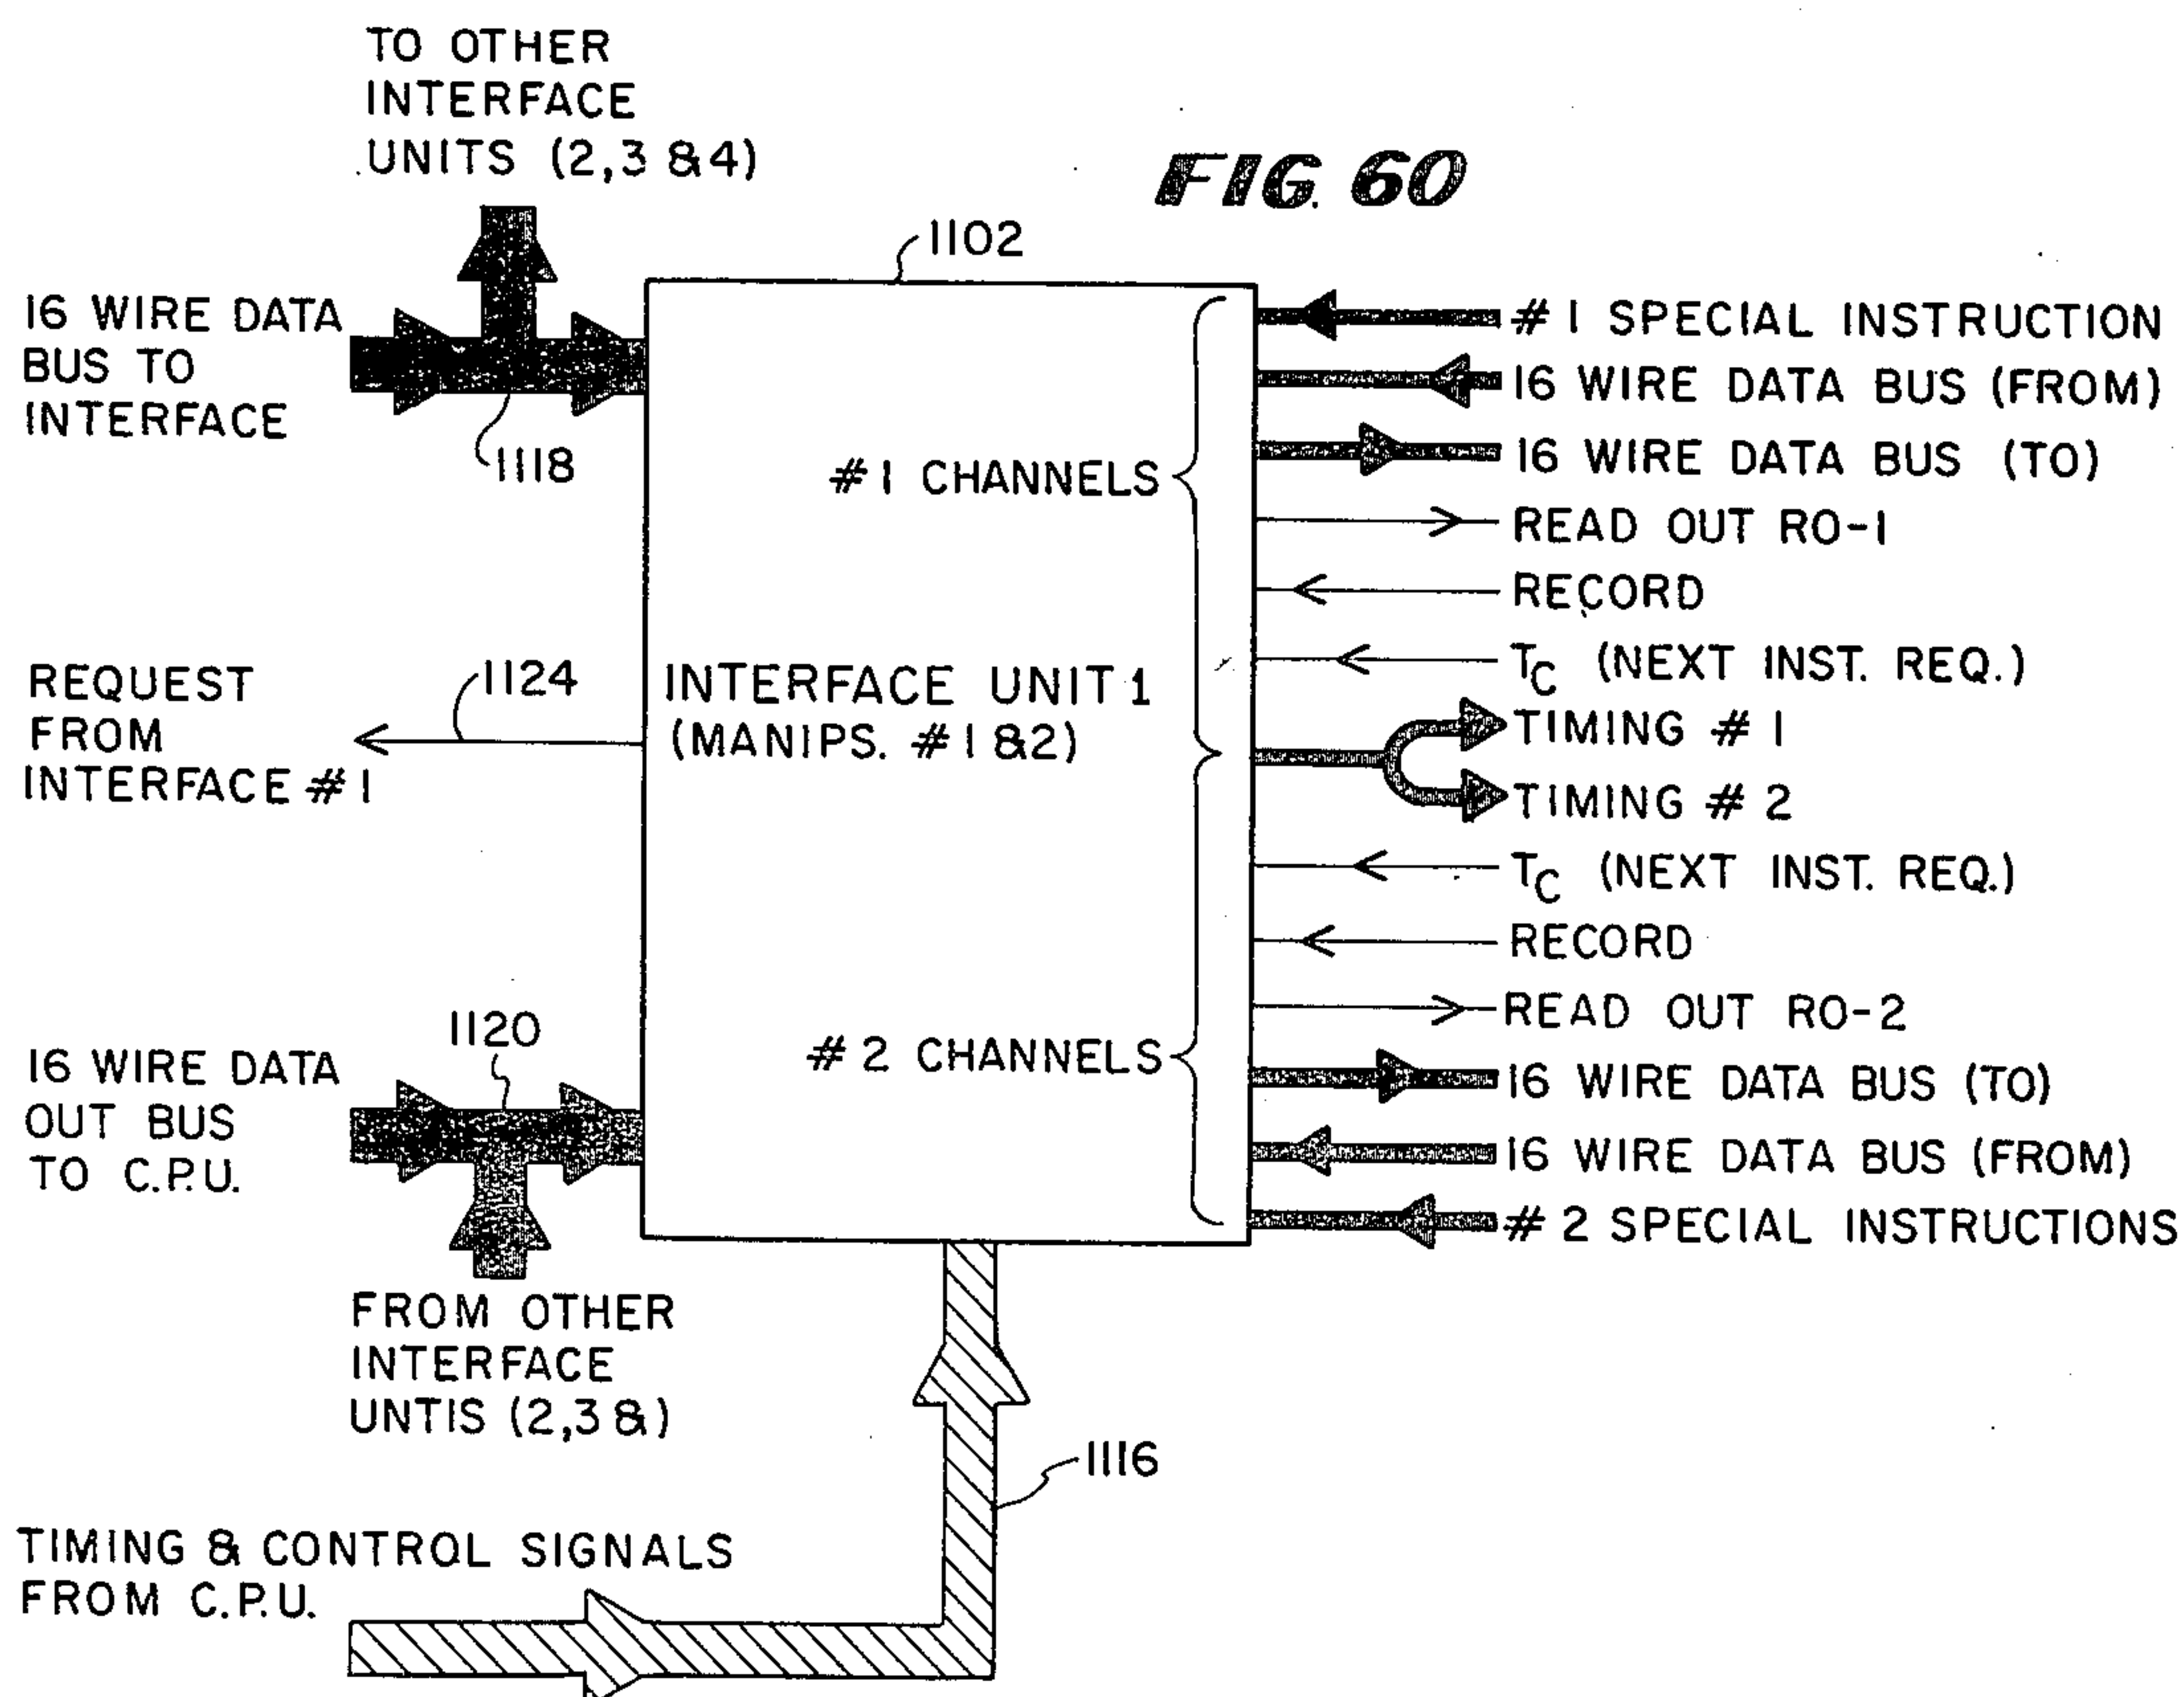 TO OTHER
INTERFACE
UNITS (2,3 &4)
FIG. 60
1102
16 WIRE DATA
BUS TO
INTERFACE
1118
#1 CHANNELS
# 1 SPECIAL INSTRUCTION
16 WIRE DATA BUS (FROM)
16 WIRE DATA BUS (TO)
READ OUT RO-1
RECORD
TC (NEXT INST. REQ.)
TIMING # 1
TIMING # 2
REQUEST
FROM
INTERFACE #1
1124
INTERFACE UNIT 1
(MANIPS. #1 &2)
TC (NEXT INST. REQ.)
RECORD
READ OUT RO-2
16 WIRE DATA BUS (TO)
16 WIRE DATA BUS (FROM)
# 2 SPECIAL INSTRUCTIONS
# 2 CHANNELS
1120
16 WIRE DATA
OUT BUS
TO C.P.U.
FROM OTHER
INTERFACE
UNTIS (2,3 &)
1116
TIMING & CONTROL SIGNALS
FROM C.P.U.